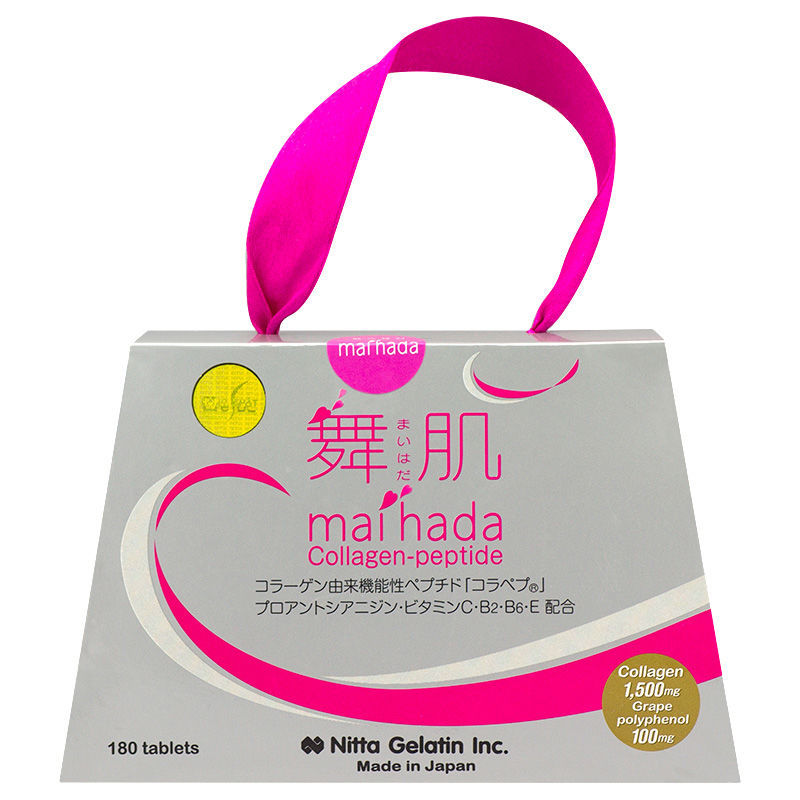 maihada
舞肌
まいはだ
maihada
Collagen-peptide
コラーゲン由来機能性ペプチド「コラペプ®」
プロアントシアニジン・ビタミンC・B2・B6・E 配合
Collagen
1,500mg
Grape
polyphenol
100mg
180 tablets
Nitta Gelatin Inc.
Made in Japan